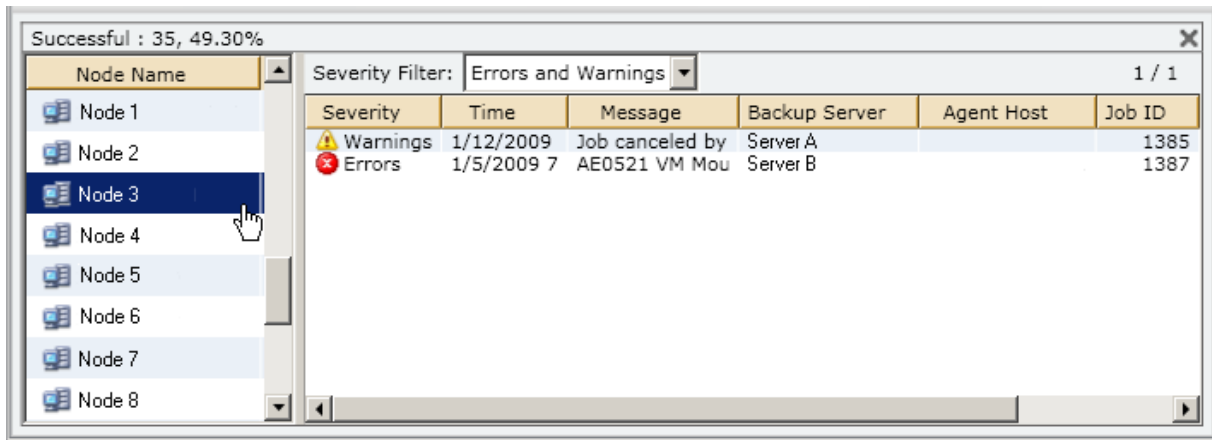 Successful : 35, 49.30%
Node Name
Node 1
Node 2
Node 3
Node 4
Node 5
Node 6
Node 7
Node 8
Severity Filter: Errors and Warnings 1 / 1
Severity Time Message Backup Server Agent Host Job ID
Warnings 1/12/2009 Job canceled by Server A 1385
Errors 1/5/2009 7 AE0521 VM Mou Server B 1387